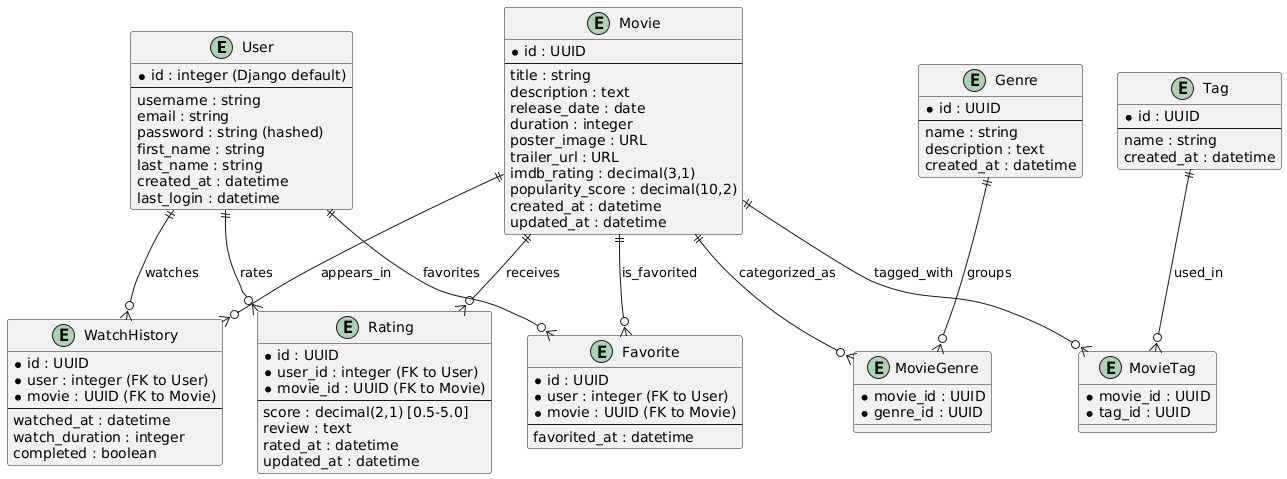 E User
* id : integer (Django default)
username : string
email : string
password : string (hashed)
first_name : string
last_name : string
created_at : datetime
last_login : datetime
E Movie
* id : UUID
title : string
description : text
release_date : date
duration : integer
poster_image : URL
trailer_url : URL
imdb_rating : decimal(3,1)
popularity_score : decimal(10,2)
created_at : datetime
updated_at : datetime
E Genre
* id : UUID
name : string
description : text
created_at : datetime
E Tag
* id : UUID
name : string
created_at : datetime
watches
rates
appears_in
favorites
receives
is_favorited
categorized_as
tagged_with
groups
used_in
E WatchHistory
* id : UUID
* user : integer (FK to User)
* movie : UUID (FK to Movie)
watched_at : datetime
watch_duration : integer
completed : boolean
E Rating
* id : UUID
* user_id : integer (FK to User)
* movie_id : UUID (FK to Movie)
score : decimal(2,1) [0.5-5.0]
review : text
rated_at : datetime
updated_at : datetime
E Favorite
* id : UUID
* user : integer (FK to User)
* movie : UUID (FK to Movie)
favorited_at : datetime
E MovieGenre
* movie_id : UUID
* genre_id : UUID
E MovieTag
* movie_id : UUID
* tag_id : UUID